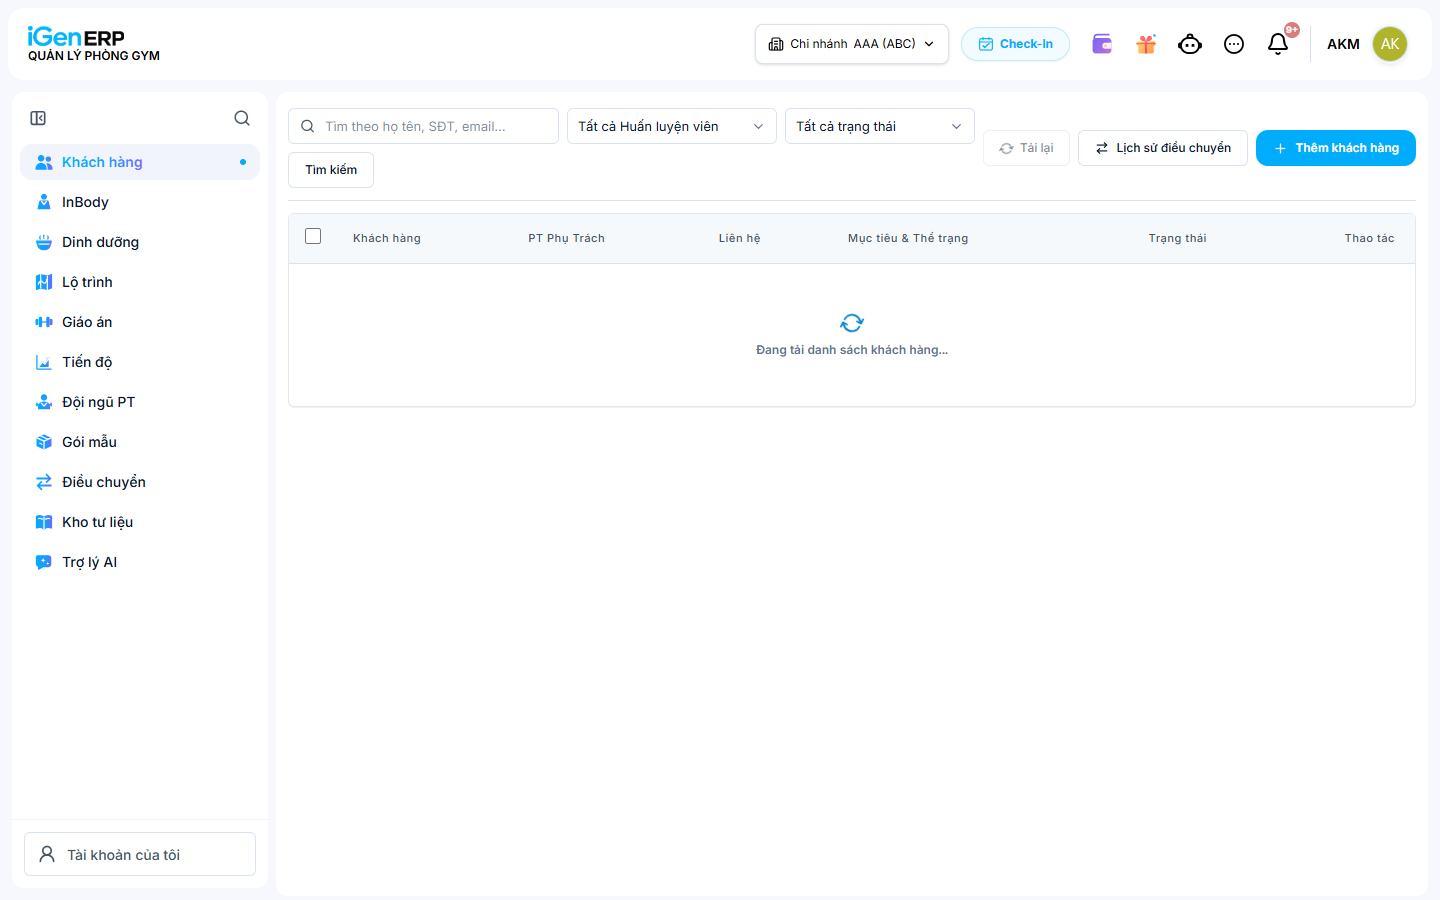 iGen ERP
QUẢN LÝ PHÒNG GYM
Chi nhánh AAA (ABC)
Check-In
9+
AKM
AK
Khách hàng
InBody
Dinh dưỡng
Lộ trình
Giáo án
Tiến độ
Đội ngũ PT
Gói mẫu
Điều chuyển
Kho tư liệu
Trợ lý AI
Tài khoản của tôi
Tìm theo họ tên, SĐT, email...
Tất cả Huấn luyện viên
Tất cả trạng thái
Tìm kiếm
Tải lại
Lịch sử điều chuyển
Thêm khách hàng
Khách hàng
PT Phụ Trách
Liên hệ
Mục tiêu & Thể trạng
Trạng thái
Thao tác
Đang tải danh sách khách hàng...